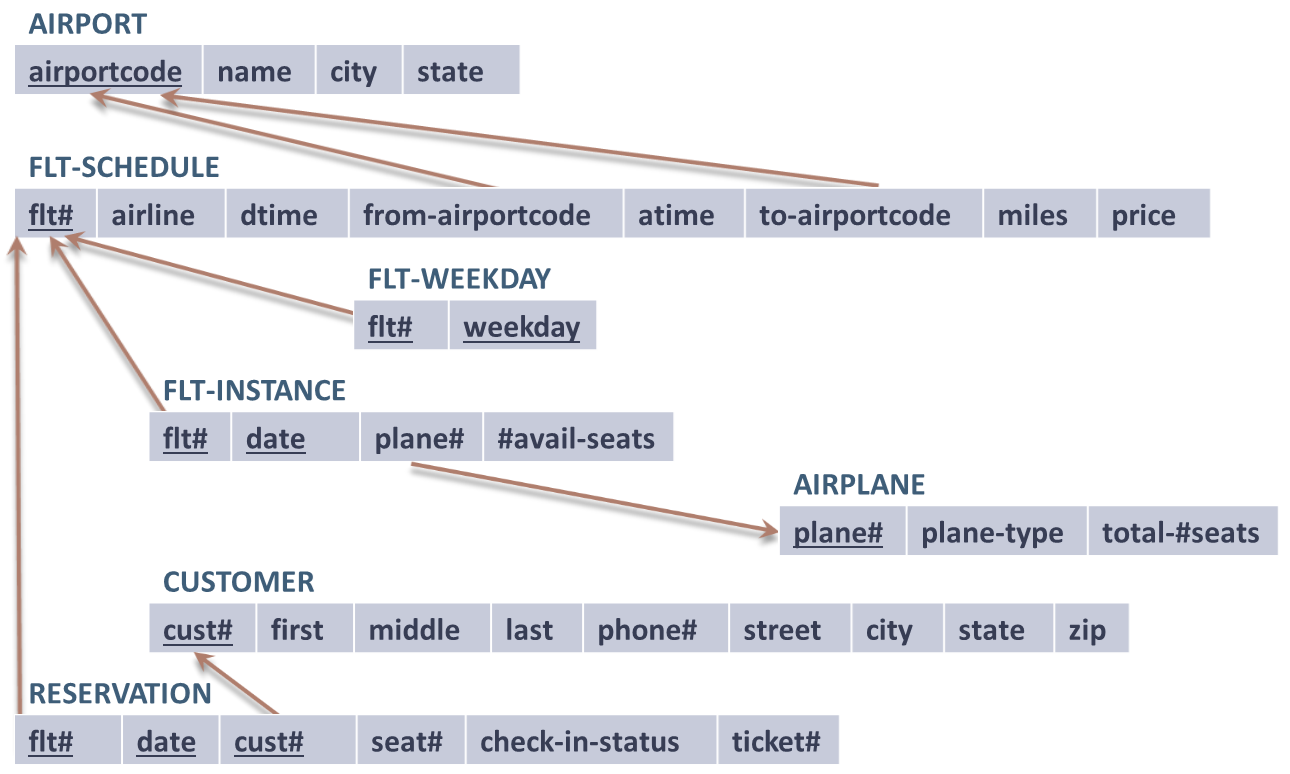 AIRPORT
airportcode name city state
FLT-SCHEDULE
flt# airline dtime from-airportcode atime to-airportcode miles price
FLT-WEEKDAY
flt# weekday
FLT-INSTANCE
flt# date plane# #avail-seats
AIRPLANE
plane# plane-type total-#seats
CUSTOMER
cust# first middle last phone# street city state zip
RESERVATION
flt# date cust# seat# check-in-status ticket#